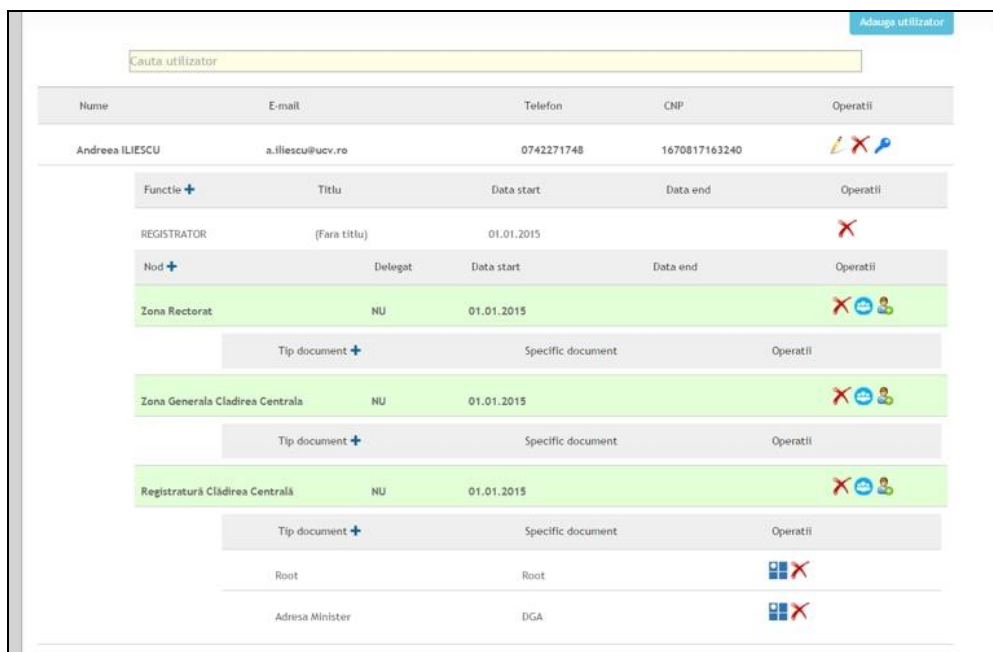 Adauga utilizator
Cauta utilizator
Nume E-mail Telefon CNP Operatii
Andreea ILIESCU a.iliescu@ucv.ro 0742271748 1670817163240
Functie Titlu Data start Data end Operatii
REGISTRATOR (Fara titlu) 01.01.2015
Nod Delegat Data start Data end Operatii
Zona Rectorat NU 01.01.2015
Tip document Specific document Operatii
Zona Generala Cladirea Centrala NU 01.01.2015
Tip document Specific document Operatii
Registratură Clădirea Centrală NU 01.01.2015
Tip document Specific document Operatii
Root Root
Adresa Minister DGA